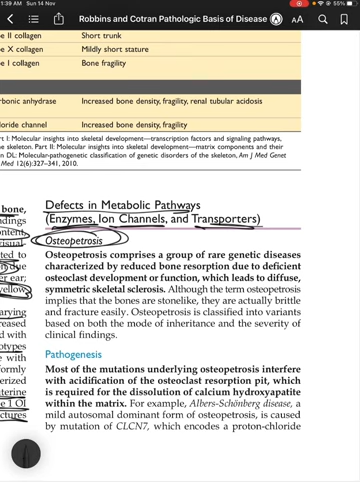 1:39 AM Sun 14 Nov
55%
Robbins and Cotran Pathologic Basis of Disease
AA
e II collagen Short trunk
e X collagen Mildly short stature
e I collagen Bone fragility
rbonic anhydrase Increased bone density, fragility, renal tubular acidosis
loride channel Increased bone density, fragility
rt I: Molecular insights into skeletal development—transcription factors and signaling pathways,
e skeleton. Part II: Molecular insights into skeletal development—matrix components and their
n DL: Molecular-pathogenetic classification of genetic disorders of the skeleton, Am J Med Genet
Med 12(6):327–341, 2010.
bone,
ndings
ntent,
visual
ted to
n due
er ear;
yellow
arying
reased
d with
otypes
e with
formly
erized
terine
e I OI
ctures
Defects in Metabolic Pathways
(Enzymes, Ion Channels, and Transporters)
Osteopetrosis
Osteopetrosis comprises a group of rare genetic diseases
characterized by reduced bone resorption due to deficient
osteoclast development or function, which leads to diffuse,
symmetric skeletal sclerosis. Although the term osteopetrosis
implies that the bones are stonelike, they are actually brittle
and fracture easily. Osteopetrosis is classified into variants
based on both the mode of inheritance and the severity of
clinical findings.
Pathogenesis
Most of the mutations underlying osteopetrosis interfere
with acidification of the osteoclast resorption pit, which
is required for the dissolution of calcium hydroxyapatite
within the matrix. For example, Albers-Schönberg disease, a
mild autosomal dominant form of osteopetrosis, is caused
by mutation of CLCN7, which encodes a proton-chloride